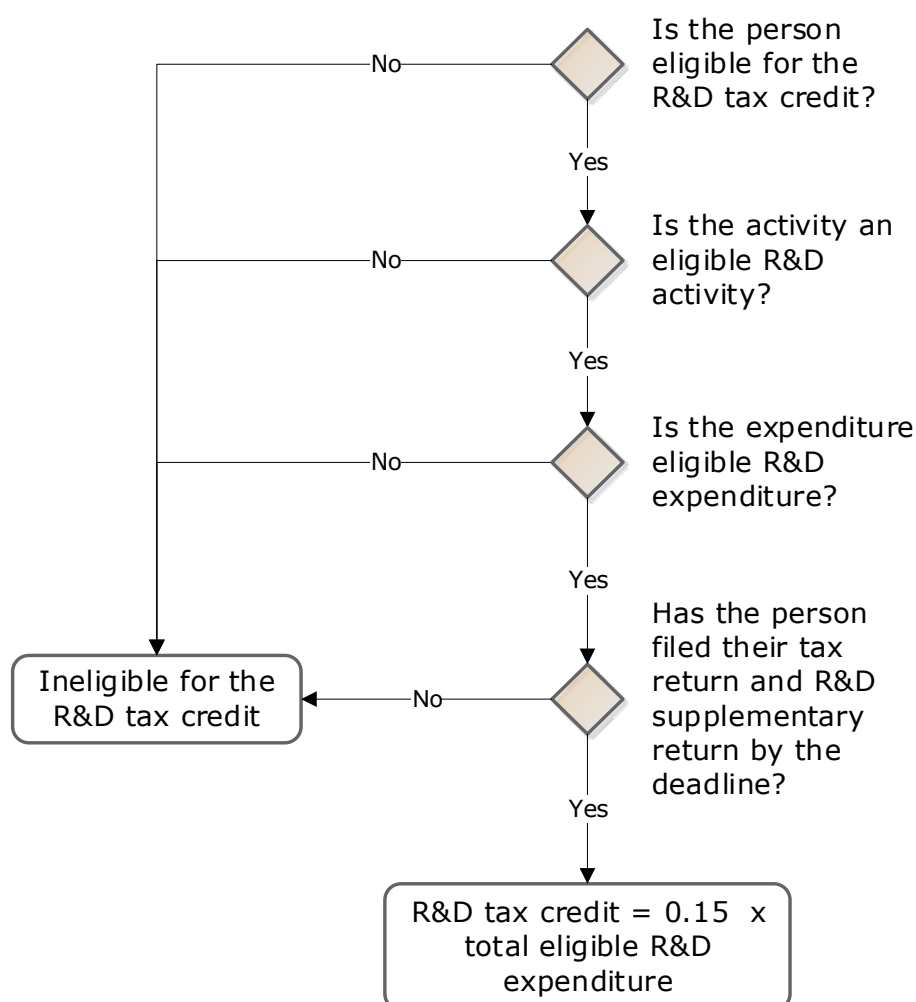 Is the person
eligible for the
R&D tax credit?
No
Yes
Is the activity an
eligible R&D
activity?
No
Yes
Is the expenditure
eligible R&D
expenditure?
No
Yes
Has the person
filed their tax
return and R&D
supplementary
return by the
deadline?
Ineligible for the
R&D tax credit
No
Yes
R&D tax credit = 0.15 x
total eligible R&D
expenditure